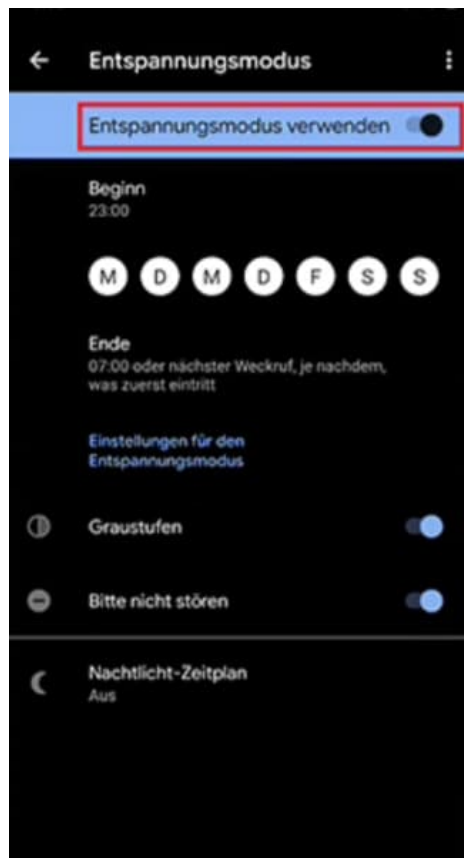 Entspannungsmodus
Entspannungsmodus verwenden
Beginn
23:00
M D M D F S S
Ende
07:00 oder nächster Weckruf, je nachdem,
was zuerst eintritt
Einstellungen für den
Entspannungsmodus
Graustufen
Bitte nicht stören
Nachtlicht-Zeitplan
Aus